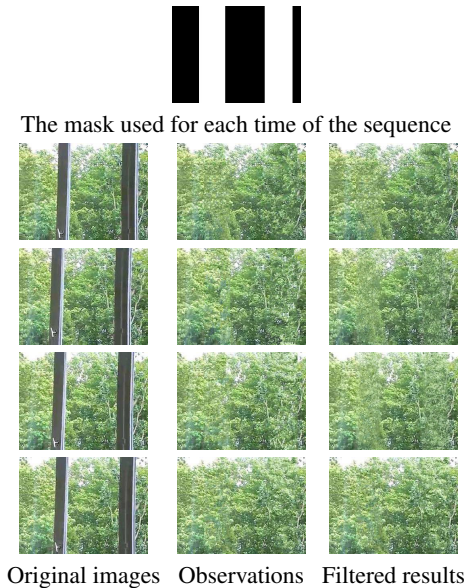 The mask used for each time of the sequence
Original images Observations Filtered results